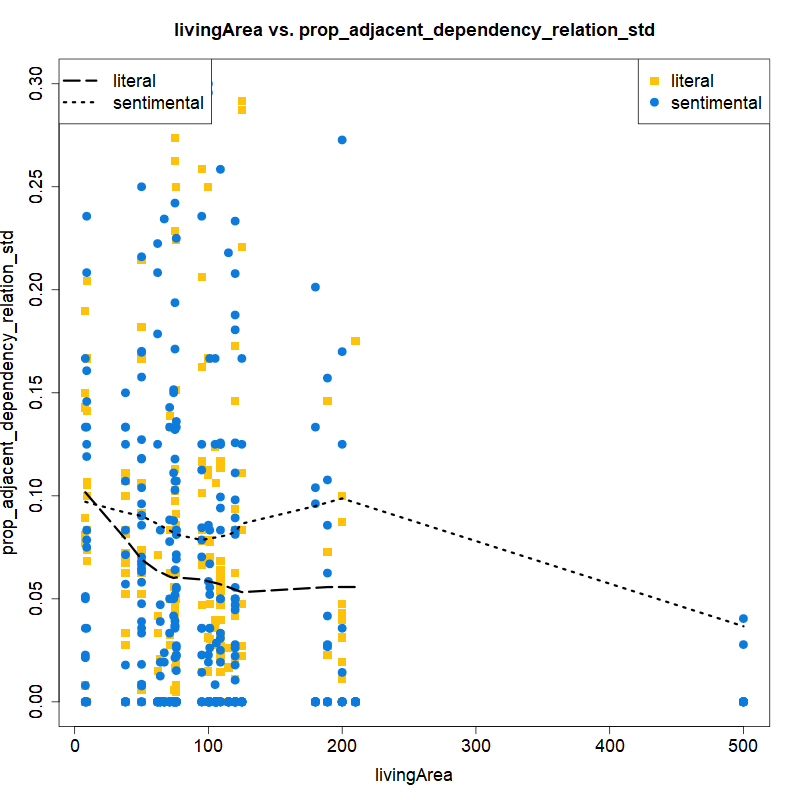 livingArea vs. prop_adjacent_dependency_relation_std
literal
sentimental
literal
sentimental
prop_adjacent_dependency_relation_std
0.30
0.25
0.20
0.15
0.10
0.05
0.00
0 100 200 300 400 500
livingArea